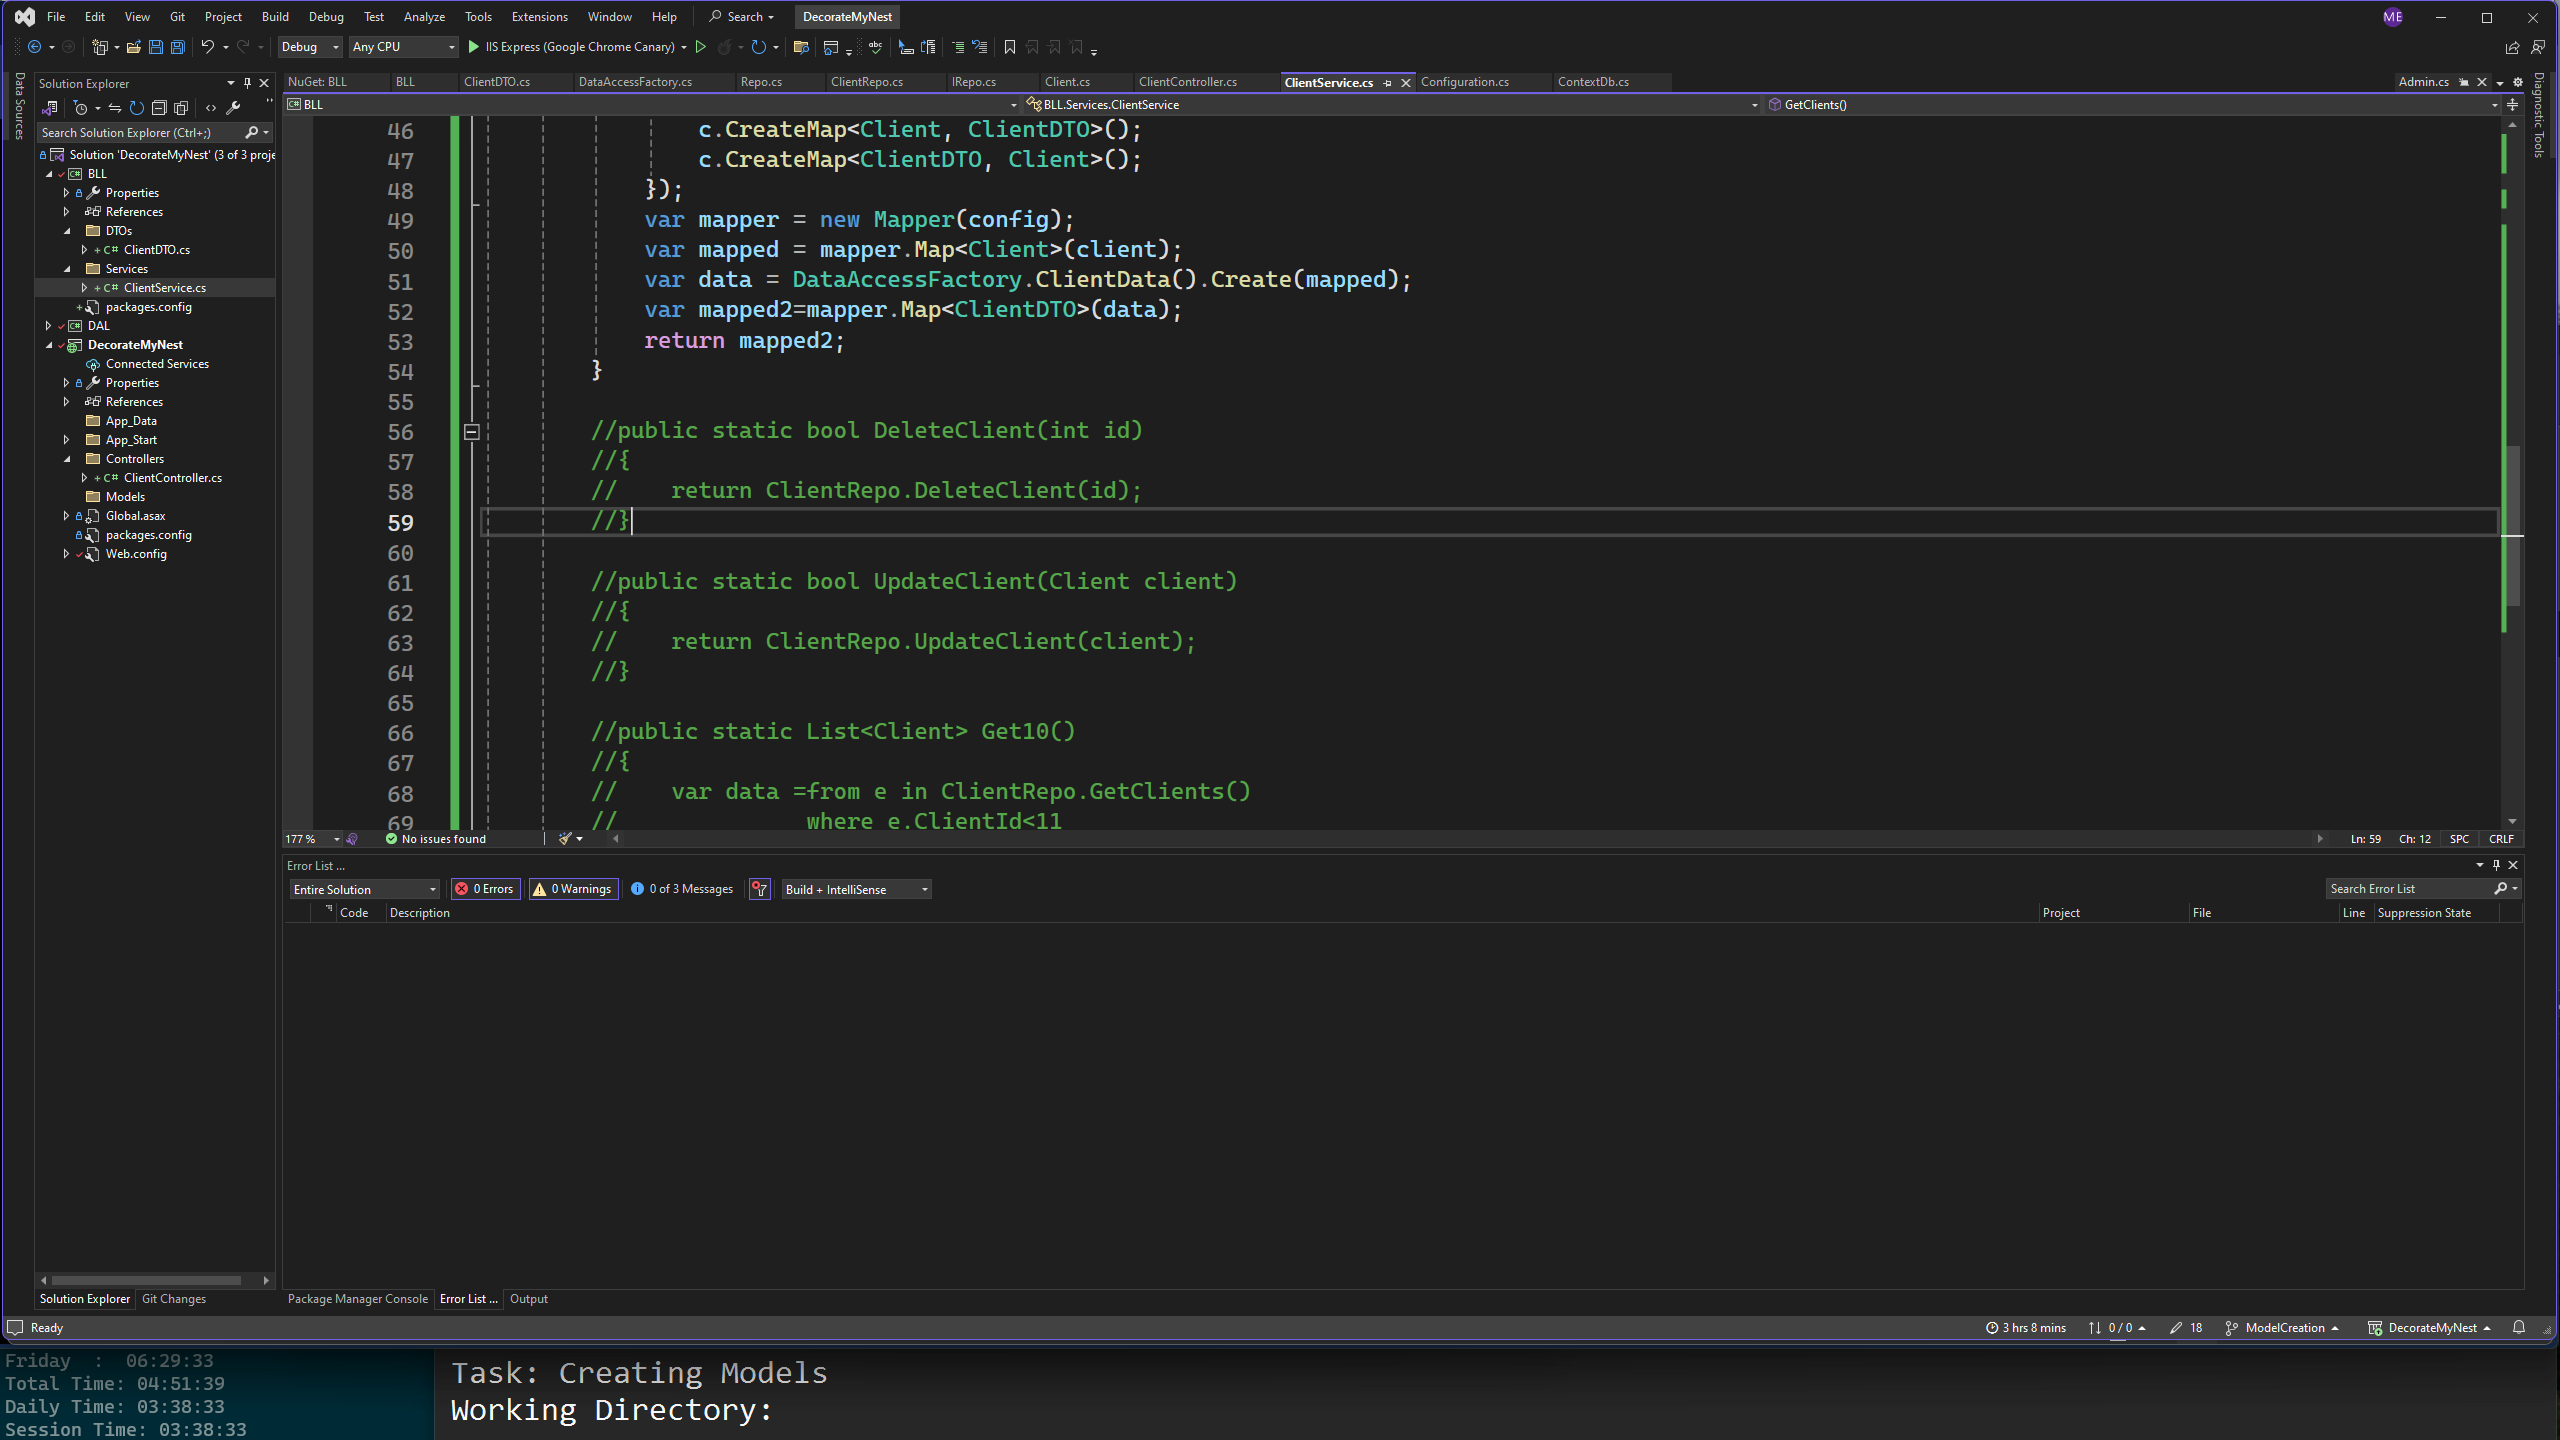 File Edit View Git Project Build Debug Test Analyze Tools Extensions Window Help Search DecorateMyNest ME
Debug Any CPU IIS Express (Google Chrome Canary)
Data Sources
Solution Explorer
Search Solution Explorer (Ctrl+;)
Solution 'DecorateMyNest' (3 of 3 proje
BLL
Properties
References
DTOs
C# ClientDTO.cs
Services
C# ClientService.cs
packages.config
DAL
DecorateMyNest
Connected Services
Properties
References
App_Data
App_Start
Controllers
C# ClientController.cs
Models
Global.asax
packages.config
Web.config
Solution Explorer Git Changes
NuGet: BLL BLL ClientDTO.cs DataAccessFactory.cs Repo.cs ClientRepo.cs IRepo.cs Client.cs ClientController.cs ClientService.cs Configuration.cs ContextDb.cs Admin.cs
BLL BLL.Services.ClientService GetClients()
46 c.CreateMap<Client, ClientDTO>();
47 c.CreateMap<ClientDTO, Client>();
48 });
49 var mapper = new Mapper(config);
50 var mapped = mapper.Map<Client>(client);
51 var data = DataAccessFactory.ClientData().Create(mapped);
52 var mapped2=mapper.Map<ClientDTO>(data);
53 return mapped2;
54 }
55
56 //public static bool DeleteClient(int id)
57 //{
58 // return ClientRepo.DeleteClient(id);
59 //}
60
61 //public static bool UpdateClient(Client client)
62 //{
63 // return ClientRepo.UpdateClient(client);
64 //}
65
66 //public static List<Client> Get10()
67 //{
68 // var data =from e in ClientRepo.GetClients()
69 // where e.ClientId<11
177 % No issues found Ln: 59 Ch: 12 SPC CRLF
Diagnostic Tools
Error List ...
Entire Solution 0 Errors 0 Warnings 0 of 3 Messages Build + IntelliSense Search Error List
Code Description Project File Line Suppression State
Package Manager Console Error List ... Output
Ready 3 hrs 8 mins 0 / 0 18 ModelCreation DecorateMyNest
Friday : 06:29:33
Total Time: 04:51:39
Daily Time: 03:38:33
Session Time: 03:38:33
Task: Creating Models
Working Directory: